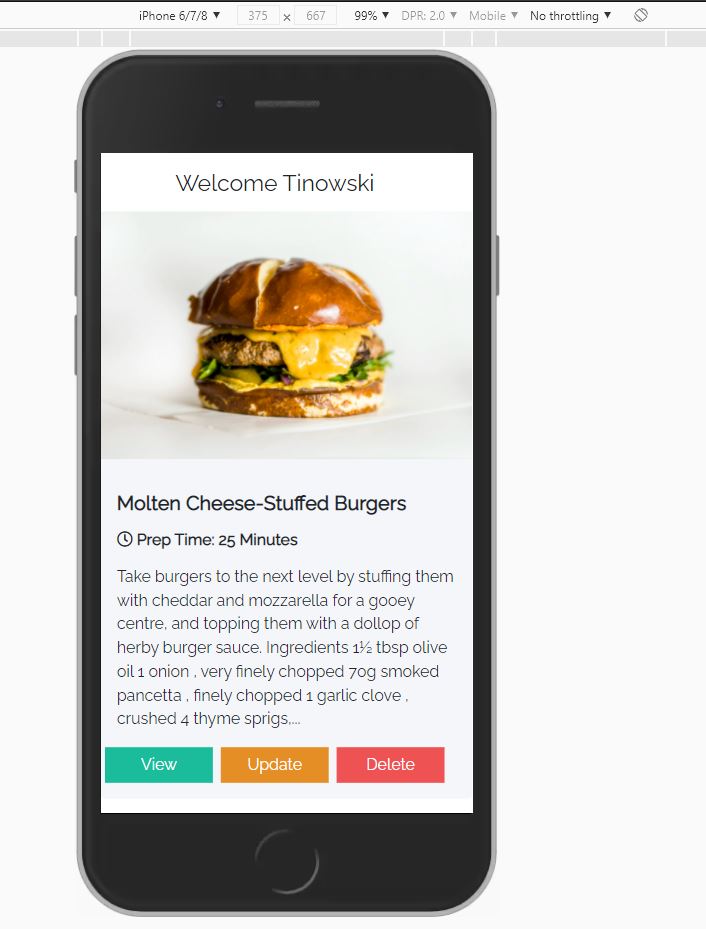 iPhone 6/7/8 ▼ 375 × 667 99% ▼ DPR: 2.0 ▼ Mobile ▼ No throttling ▼
Welcome Tinowski
Molten Cheese-Stuffed Burgers
Prep Time: 25 Minutes
Take burgers to the next level by stuffing them
with cheddar and mozzarella for a gooey
centre, and topping them with a dollop of
herby burger sauce. Ingredients 1½ tbsp olive
oil 1 onion , very finely chopped 70g smoked
pancetta , finely chopped 1 garlic clove ,
crushed 4 thyme sprigs,...
View Update Delete